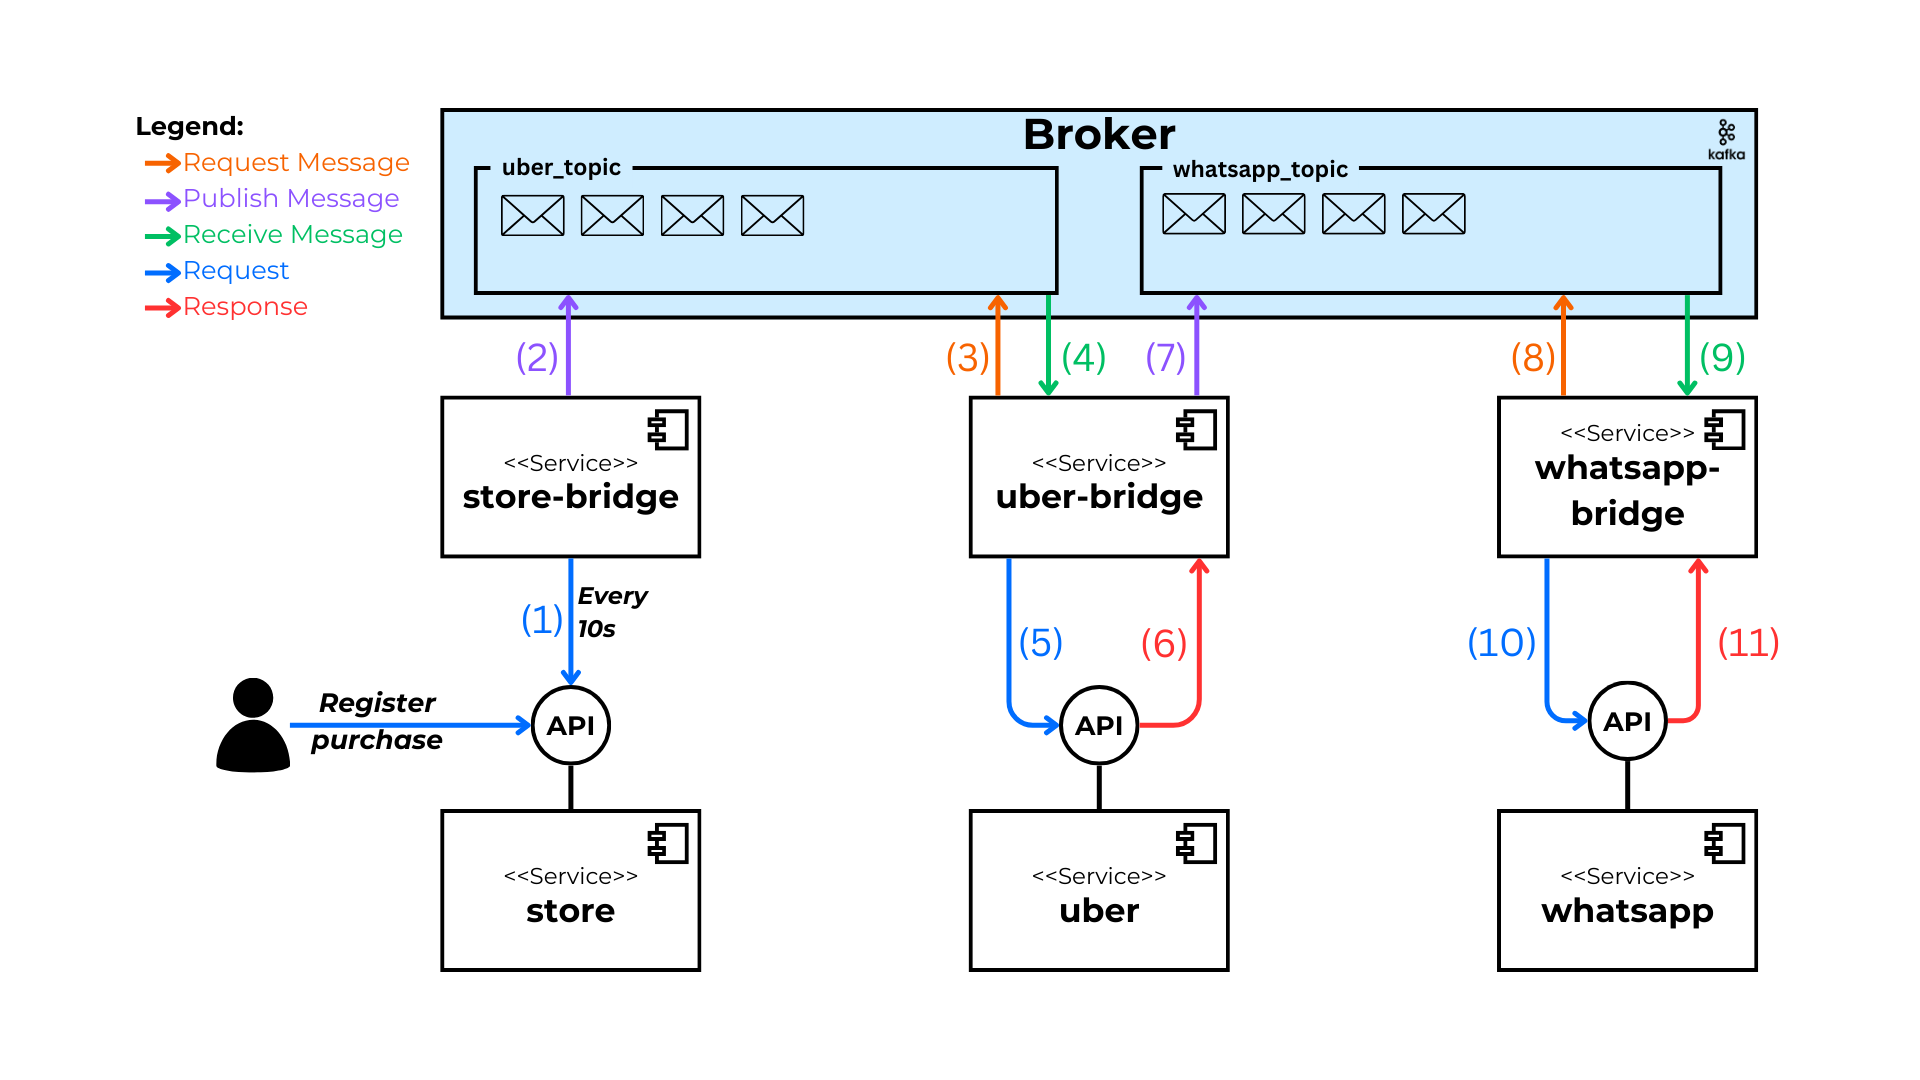 Legend:
Request Message
Publish Message
Receive Message
Request
Response
Broker
kafka
uber_topic
whatsapp_topic
(2)
(3)
(4)
(7)
(8)
(9)
<<Service>>
store-bridge
<<Service>>
uber-bridge
<<Service>>
whatsapp-
bridge
(1)
Every
10s
(5)
(6)
(10)
(11)
Register
purchase
API
API
API
<<Service>>
store
<<Service>>
uber
<<Service>>
whatsapp